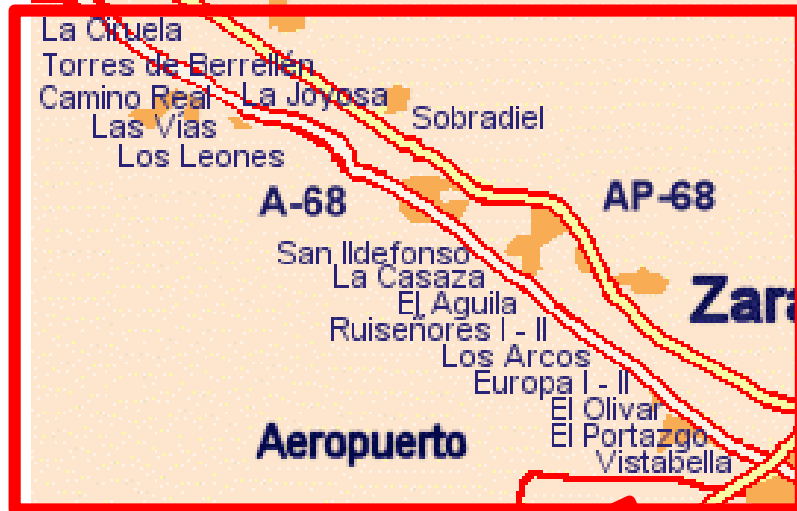 La Ciruela
Torres de Berrellén
Camino Real
La Joyosa
Sobradiel
Las Vías
Los Leones
A-68
AP-68
San Ildefonso
La Casaza
Zara
El Aguila
Ruiseñores I - II
Los Arcos
Europa I - II
El Olivar
El Portazgo
Aeropuerto
Vistabella